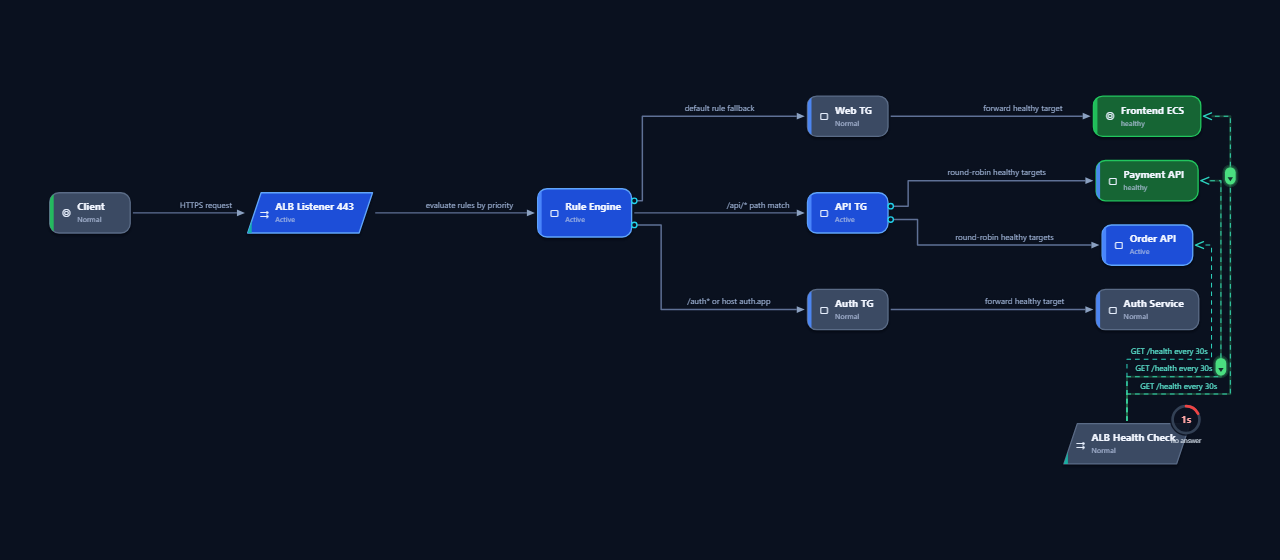 Client
Normal
HTTPS request
ALB Listener 443
Active
evaluate rules by priority
Rule Engine
Active
default rule fallback
/api/* path match
/auth* or host auth.app
Web TG
Normal
API TG
Active
Auth TG
Normal
forward healthy target
round-robin healthy targets
round-robin healthy targets
forward healthy target
Frontend ECS
healthy
Payment API
healthy
Order API
Active
Auth Service
Normal
GET /health every 30s
GET /health every 30s
GET /health every 30s
1s
no answer
ALB Health Check
Normal